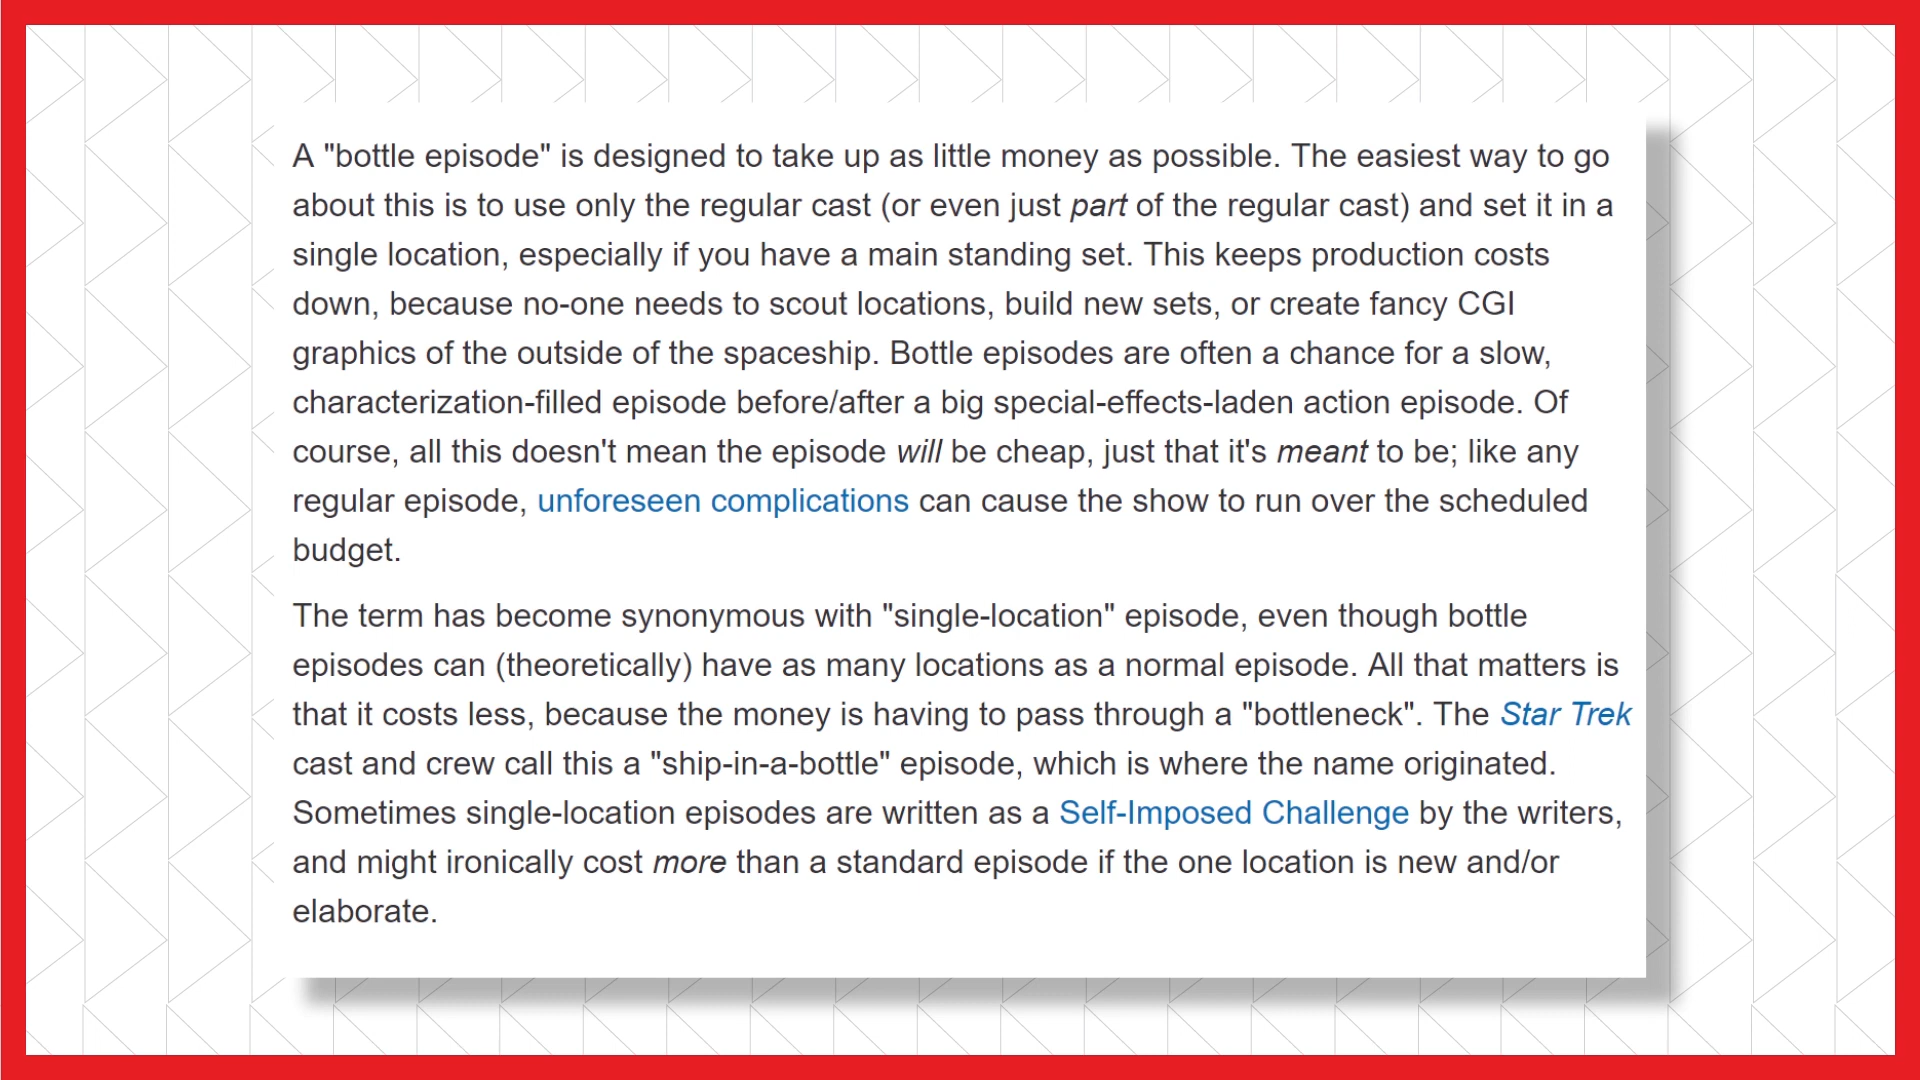 A "bottle episode" is designed to take up as little money as possible. The easiest way to go
about this is to use only the regular cast (or even just part of the regular cast) and set it in a
single location, especially if you have a main standing set. This keeps production costs
down, because no-one needs to scout locations, build new sets, or create fancy CGI
graphics of the outside of the spaceship. Bottle episodes are often a chance for a slow,
characterization-filled episode before/after a big special-effects-laden action episode. Of
course, all this doesn't mean the episode will be cheap, just that it's meant to be; like any
regular episode, unforeseen complications can cause the show to run over the scheduled
budget.
The term has become synonymous with "single-location" episode, even though bottle
episodes can (theoretically) have as many locations as a normal episode. All that matters is
that it costs less, because the money is having to pass through a "bottleneck". The Star Trek
cast and crew call this a "ship-in-a-bottle" episode, which is where the name originated.
Sometimes single-location episodes are written as a Self-Imposed Challenge by the writers,
and might ironically cost more than a standard episode if the one location is new and/or
elaborate.